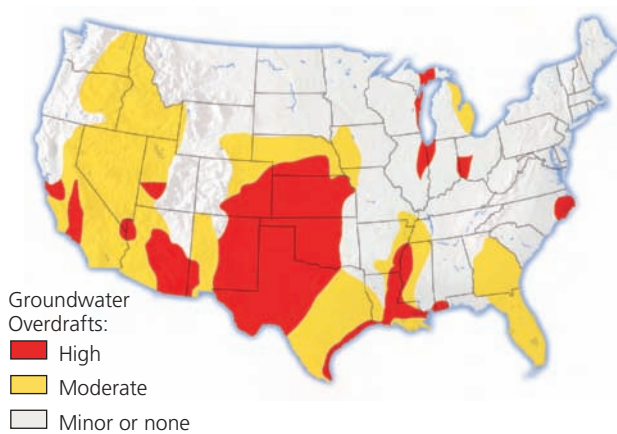 Groundwater
Overdrafts:
High
Moderate
Minor or none